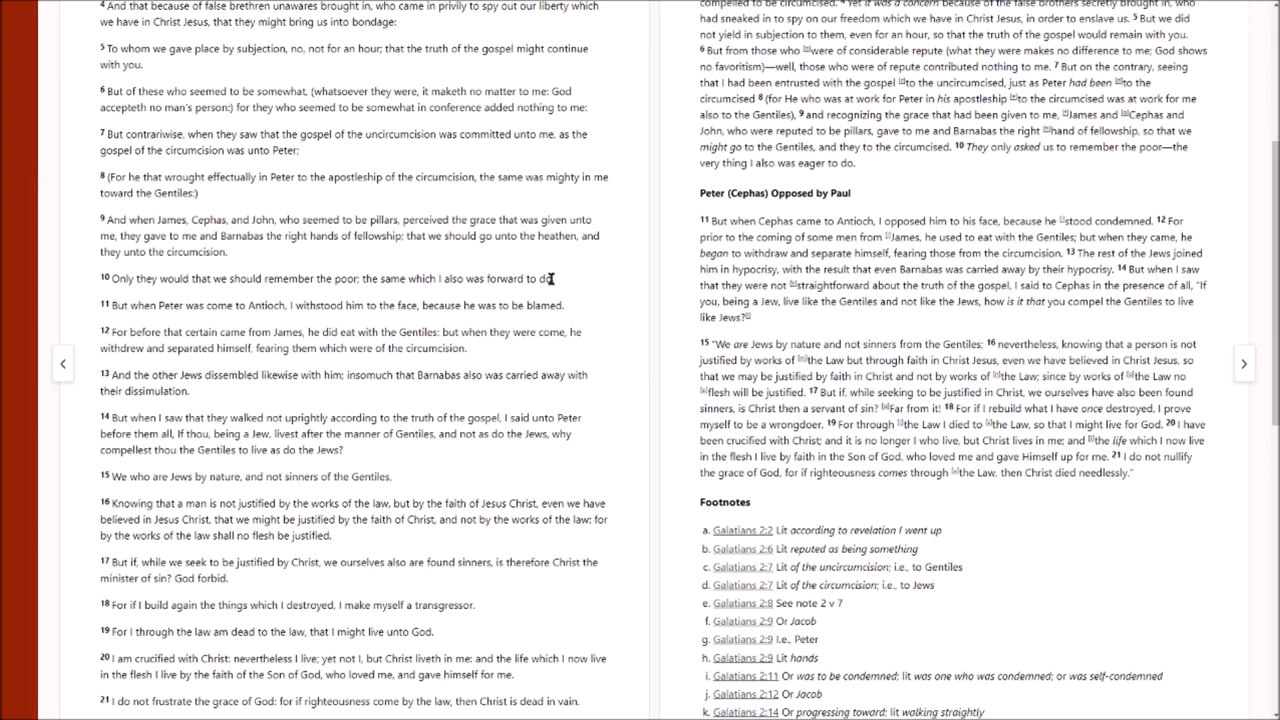 4 And that because of false brethren unawares brought in, who came in privily to spy out our liberty which
we have in Christ Jesus, that they might bring us into bondage:
5 To whom we gave place by subjection, no, not for an hour; that the truth of the gospel might continue
with you.
6 But of these who seemed to be somewhat, (whatsoever they were, it maketh no matter to me: God
accepteth no man's person:) for they who seemed to be somewhat in conference added nothing to me:
7 But contrariwise, when they saw that the gospel of the uncircumcision was committed unto me, as the
gospel of the circumcision was unto Peter;
8 (For he that wrought effectually in Peter to the apostleship of the circumcision, the same was mighty in me
toward the Gentiles:)
9 And when James, Cephas, and John, who seemed to be pillars, perceived the grace that was given unto
me, they gave to me and Barnabas the right hands of fellowship; that we should go unto the heathen, and
they unto the circumcision.
10 Only they would that we should remember the poor; the same which I also was forward to do.
11 But when Peter was come to Antioch, I withstood him to the face, because he was to be blamed.
12 For before that certain came from James, he did eat with the Gentiles: but when they were come, he
withdrew and separated himself, fearing them which were of the circumcision.
13 And the other Jews dissembled likewise with him; insomuch that Barnabas also was carried away with
their dissimulation.
14 But when I saw that they walked not uprightly according to the truth of the gospel, I said unto Peter
before them all, If thou, being a Jew, livest after the manner of Gentiles, and not as do the Jews, why
compellest thou the Gentiles to live as do the Jews?
15 We who are Jews by nature, and not sinners of the Gentiles,
16 Knowing that a man is not justified by the works of the law, but by the faith of Jesus Christ, even we have
believed in Jesus Christ, that we might be justified by the faith of Christ, and not by the works of the law: for
by the works of the law shall no flesh be justified.
17 But if, while we seek to be justified by Christ, we ourselves also are found sinners, is therefore Christ the
minister of sin? God forbid.
18 For if I build again the things which I destroyed, I make myself a transgressor.
19 For I through the law am dead to the law, that I might live unto God.
20 I am crucified with Christ: nevertheless I live; yet not I, but Christ liveth in me: and the life which I now live
in the flesh I live by the faith of the Son of God, who loved me, and gave himself for me.
21 I do not frustrate the grace of God: for if righteousness come by the law, then Christ is dead in vain.
compelled to be circumcised. 4 Yet it was a concern because of the false brothers secretly brought in, who
had sneaked in to spy on our freedom which we have in Christ Jesus, in order to enslave us. 5 But we did
not yield in subjection to them, even for an hour, so that the truth of the gospel would remain with you.
6 But from those who [b]were of considerable repute (what they were makes no difference to me; God shows
no favoritism)—well, those who were of repute contributed nothing to me. 7 But on the contrary, seeing
that I had been entrusted with the gospel [c]to the uncircumcised, just as Peter had been [d]to the
circumcised 8 (for He who was at work for Peter in his apostleship [e]to the circumcised was at work for me
also to the Gentiles), 9 and recognizing the grace that had been given to me, [f]James and [g]Cephas and
John, who were reputed to be pillars, gave to me and Barnabas the right [h]hand of fellowship, so that we
might go to the Gentiles, and they to the circumcised. 10 They only asked us to remember the poor—the
very thing I also was eager to do.
Peter (Cephas) Opposed by Paul
11 But when Cephas came to Antioch, I opposed him to his face, because he [i]stood condemned. 12 For
prior to the coming of some men from [j]James, he used to eat with the Gentiles; but when they came, he
began to withdraw and separate himself, fearing those from the circumcision. 13 The rest of the Jews joined
him in hypocrisy, with the result that even Barnabas was carried away by their hypocrisy. 14 But when I saw
that they were not [k]straightforward about the truth of the gospel, I said to Cephas in the presence of all, "If
you, being a Jew, live like the Gentiles and not like the Jews, how is it that you compel the Gentiles to live
like Jews?[l]
15 "We are Jews by nature and not sinners from the Gentiles; 16 nevertheless, knowing that a person is not
justified by works of [m]the Law but through faith in Christ Jesus, even we have believed in Christ Jesus, so
that we may be justified by faith in Christ and not by works of [n]the Law; since by works of [o]the Law no
[p]flesh will be justified. 17 But if, while seeking to be justified in Christ, we ourselves have also been found
sinners, is Christ then a servant of sin? [q]Far from it! 18 For if I rebuild what I have once destroyed, I prove
myself to be a wrongdoer. 19 For through [r]the Law I died to [s]the Law, so that I might live for God. 20 I have
been crucified with Christ; and it is no longer I who live, but Christ lives in me; and [t]the life which I now live
in the flesh I live by faith in the Son of God, who loved me and gave Himself up for me. 21 I do not nullify
the grace of God, for if righteousness comes through [u]the Law, then Christ died needlessly."
Footnotes
a. Galatians 2:2 Lit according to revelation I went up
b. Galatians 2:6 Lit reputed as being something
c. Galatians 2:7 Lit of the uncircumcision; i.e., to Gentiles
d. Galatians 2:7 Lit of the circumcision; i.e., to Jews
e. Galatians 2:8 See note 2 v 7
f. Galatians 2:9 Or Jacob
g. Galatians 2:9 I.e., Peter
h. Galatians 2:9 Lit hands
i. Galatians 2:11 Or was to be condemned; lit was one who was condemned; or was self-condemned
j. Galatians 2:12 Or Jacob
k. Galatians 2:14 Or progressing toward; lit walking straightly